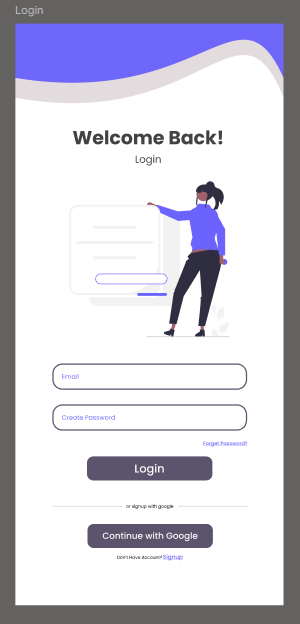 Login
Welcome Back!
Login
Email
Create Password
Forget Password?
Login
or signup with google
Continue with Google
Don't Have Account? Signup